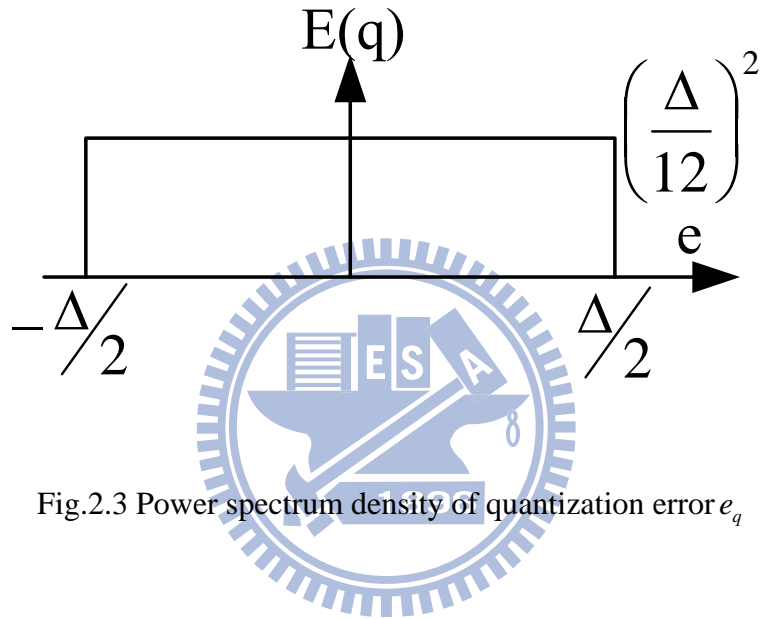 E(q)
(Δ/12)²
e
−Δ/2
Δ/2
E S A
Fig.2.3 Power spectrum density of quantization error e_q